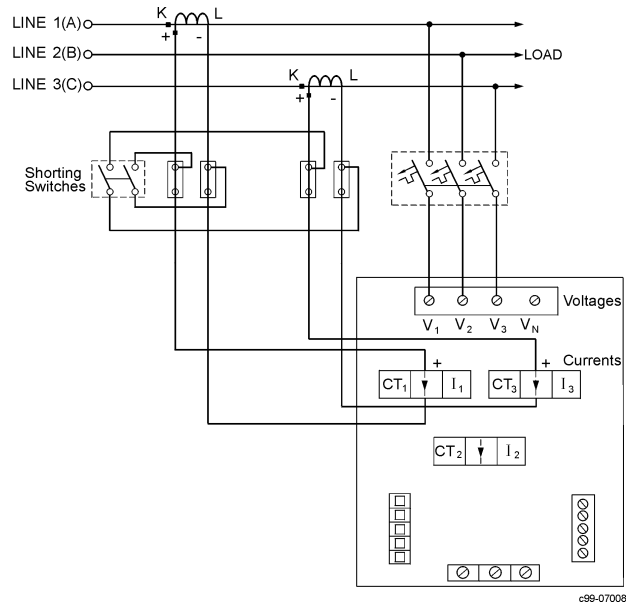 K L
LINE 1(A)
+ -
LINE 2(B)
LOAD
K L
LINE 3(C)
+ -
Shorting
Switches
Voltages
V1 V2 V3 VN
+ + Currents
CT1 I1 CT3 I3
CT2 I2
c99-07008